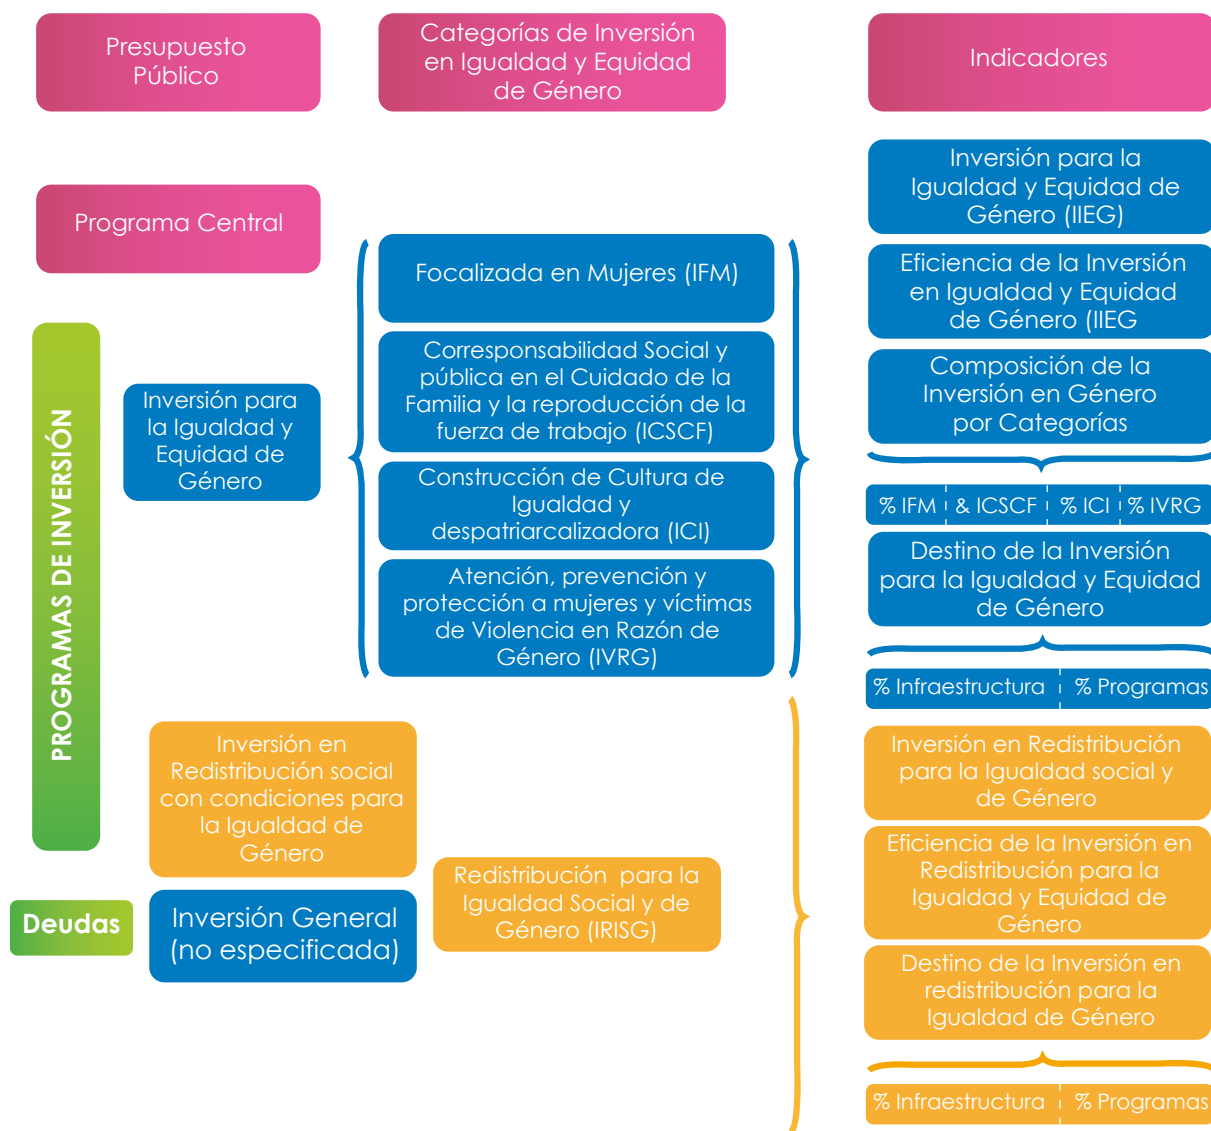 Presupuesto
Público
Categorías de Inversión
en Igualdad y Equidad
de Género
Indicadores
Programa Central
PROGRAMAS DE INVERSIÓN
Inversión para
la Igualdad y
Equidad de
Género
Focalizada en Mujeres (IFM)
Corresponsabilidad Social y
pública en el Cuidado de la
Familia y la reproducción de la
fuerza de trabajo (ICSCF)
Construcción de Cultura de
Igualdad y
despatriarcalizadora (ICI)
Atención, prevención y
protección a mujeres y víctimas
de Violencia en Razón de
Género (IVRG)
Inversión para la
Igualdad y Equidad de
Género (IIEG)
Eficiencia de la Inversión
en Igualdad y Equidad
de Género (IIEG
Composición de la
Inversión en Género
por Categorías
% IFM & ICSCF % ICI % IVRG
Destino de la Inversión
para la Igualdad y Equidad
de Género
% Infraestructura % Programas
Inversión en
Redistribución social
con condiciones para
la Igualdad de
Género
Deudas
Inversión General
(no especificada)
Redistribución para la
Igualdad Social y de
Género (IRISG)
Inversión en Redistribución
para la Igualdad social y
de Género
Eficiencia de la Inversión en
Redistribución para la
Igualdad y Equidad de
Género
Destino de la Inversión en
redistribución para la
Igualdad de Género
% Infraestructura % Programas